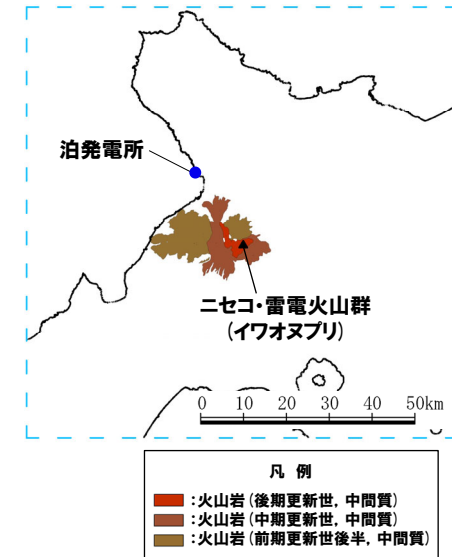 泊発電所
ニセコ・雷電火山群
(イワオヌプリ)
0 10 20 30 40 50km
凡 例
:火山岩(後期更新世, 中間質)
:火山岩(中期更新世, 中間質)
:火山岩(前期更新世後半, 中間質)